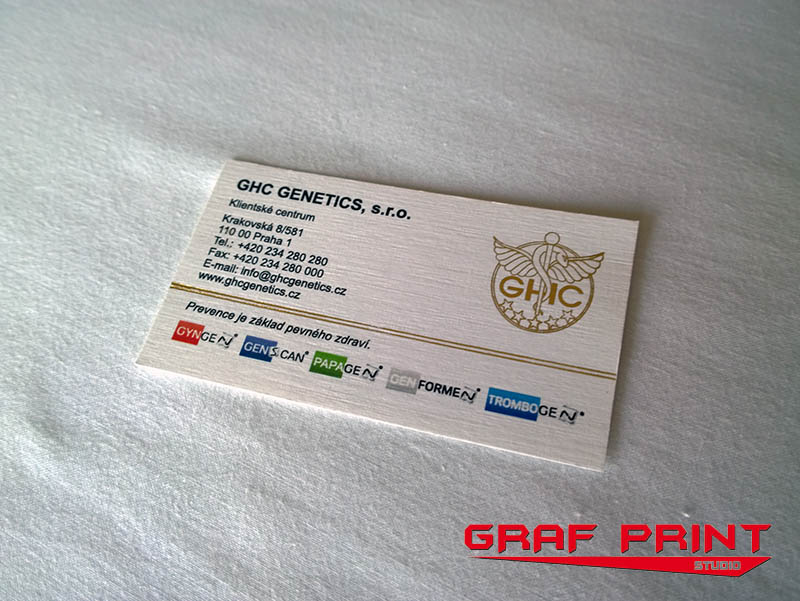 GHC GENETICS, s.r.o.
Klientské centrum
Krakovská 8/581
110 00 Praha 1
Tel.: +420 234 280 280
Fax: +420 234 280 000
E-mail: info@ghcgenetics.cz
www.ghcgenetics.cz
GHC
Prevence je základ pevného zdraví.
GYNGEN
GENSCAN
PAPAGEN
GENFORMEN
TROMBOGEN
GRAF PRINT
STUDIO